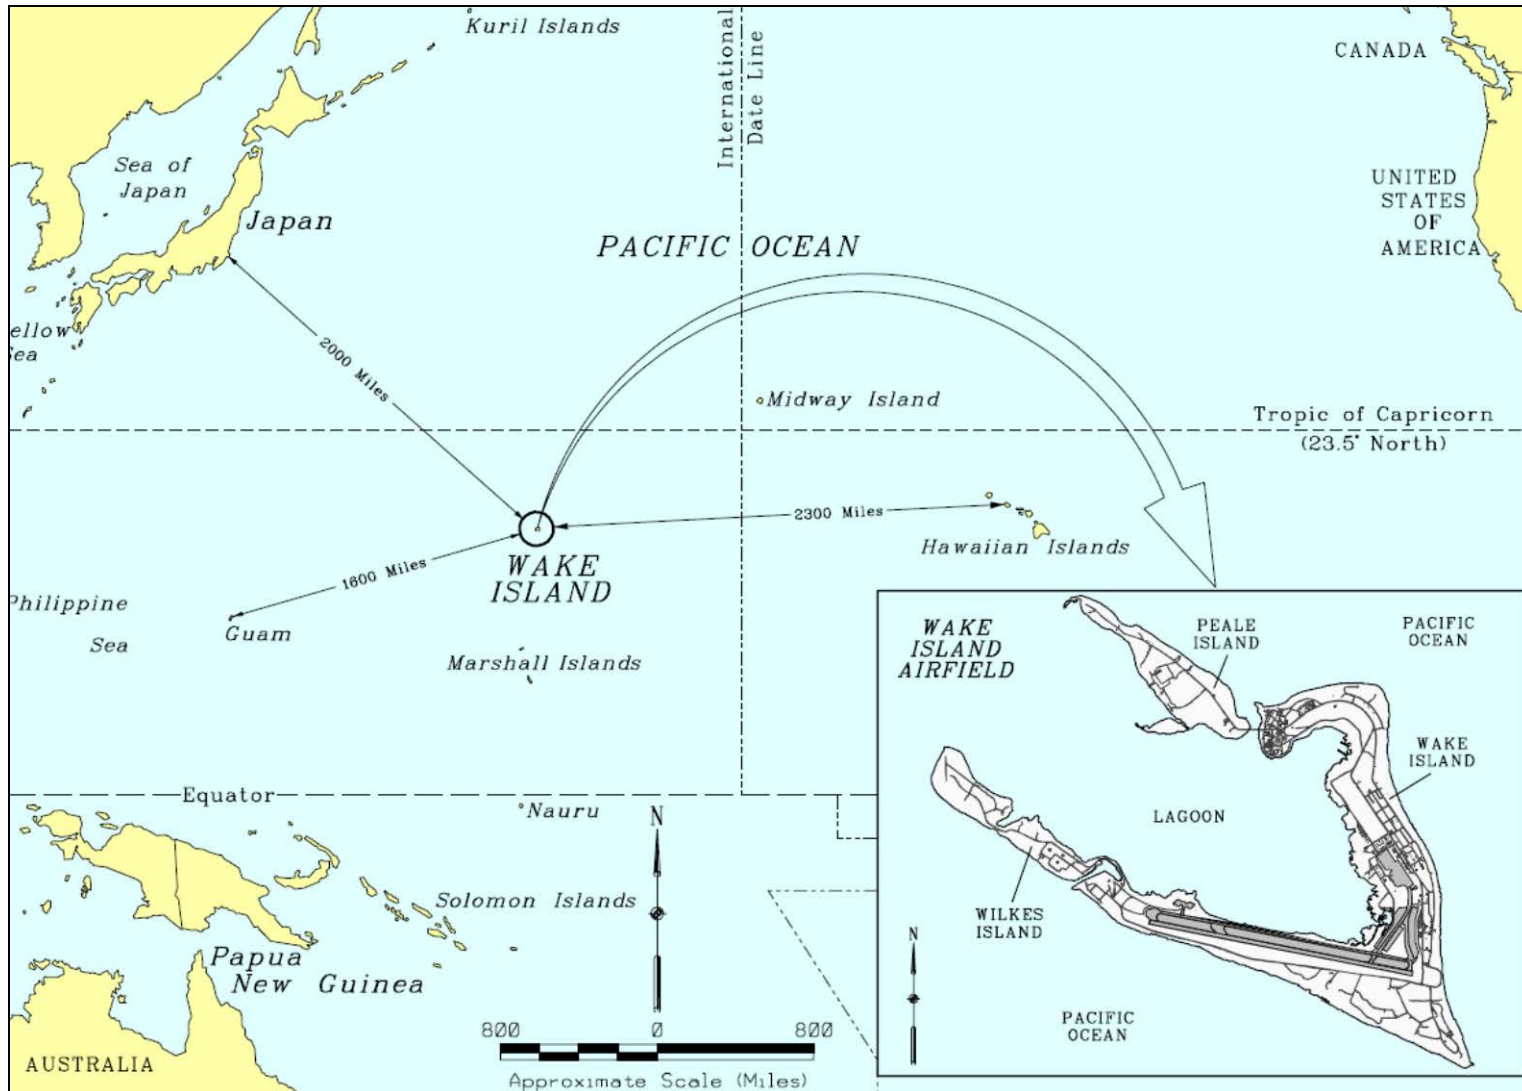 Kuril Islands
International
Date Line
CANADA
Sea of
Japan
Japan
UNITED
STATES
OF
AMERICA
PACIFIC OCEAN
ellow
ea
2000 Miles
Midway Island
Tropic of Capricorn
(23.5° North)
2300 Miles
Hawaiian Islands
WAKE
ISLAND
1600 Miles
Philippine
Sea
Guam
Marshall Islands
WAKE
ISLAND
AIRFIELD
PEALE
ISLAND
PACIFIC
OCEAN
WAKE
ISLAND
LAGOON
WILKES
ISLAND
N
PACIFIC
OCEAN
Equator
Nauru
N
Solomon Islands
Papua
New Guinea
AUSTRALIA
800 0 800
Approximate Scale (Miles)